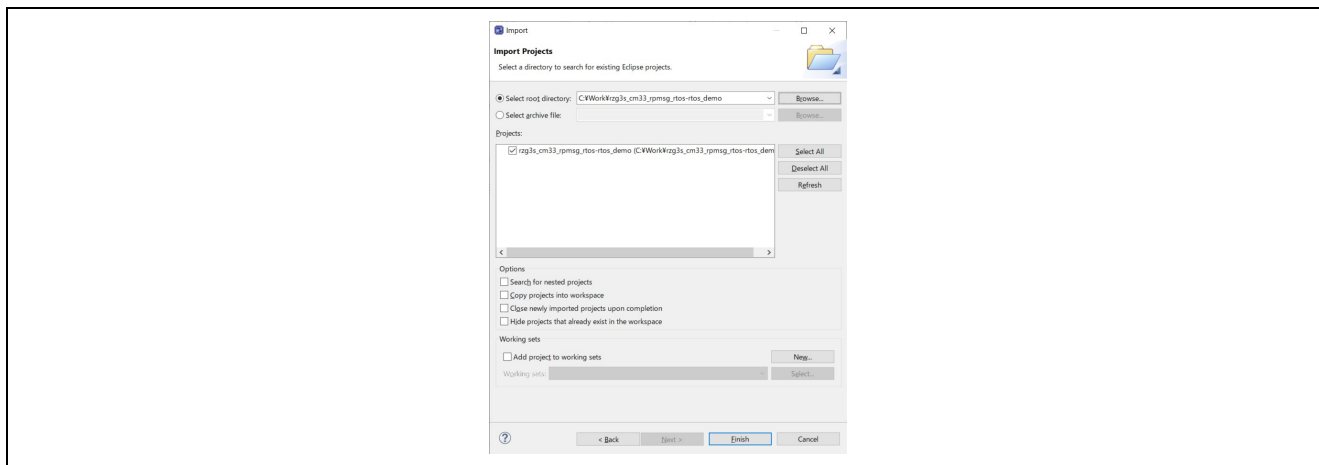 Import
Import Projects
Select a directory to search for existing Eclipse projects.
Select root directory: C:¥Work¥rzg3s_cm33_rpmsg_rtos-rtos_demo Browse...
Select archive file: Browse...
Projects:
rzg3s_cm33_rpmsg_rtos-rtos_demo (C:¥Work¥rzg3s_cm33_rpmsg_rtos-rtos_dem Select All
Deselect All
Refresh
Options
Search for nested projects
Copy projects into workspace
Close newly imported projects upon completion
Hide projects that already exist in the workspace
Working sets
Add project to working sets New...
Working sets: Select...
? < Back Next > Finish Cancel